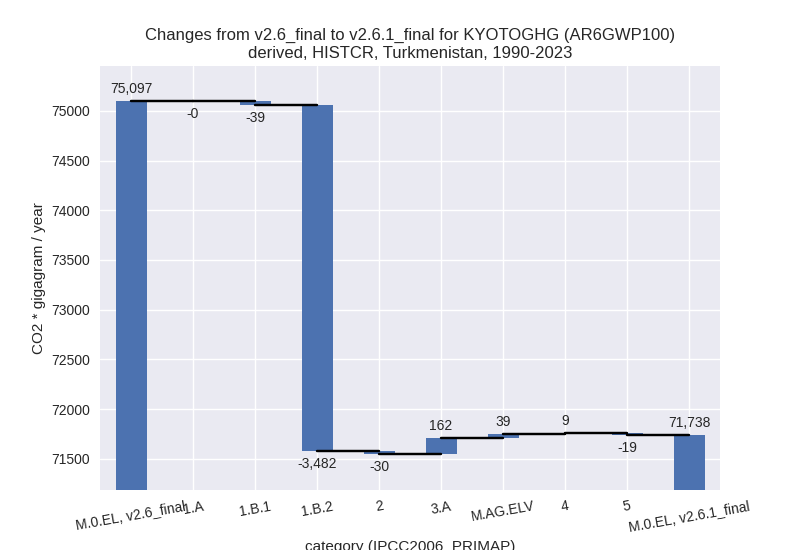 Changes from v2.6_final to v2.6.1_final for KYOTOGHG (AR6GWP100)
derived, HISTCR, Turkmenistan, 1990-2023
CO2 * gigagram / year
75000
74500
74000
73500
73000
72500
72000
71500
75,097
-0
-39
-3,482
-30
162
39
9
-19
71,738
M.0.EL, v2.6_final
1.A
1.B.1
1.B.2
2
3.A
M.AG.ELV
4
5
M.0.EL, v2.6.1_final
category (IPCC2006_PRIMAP)